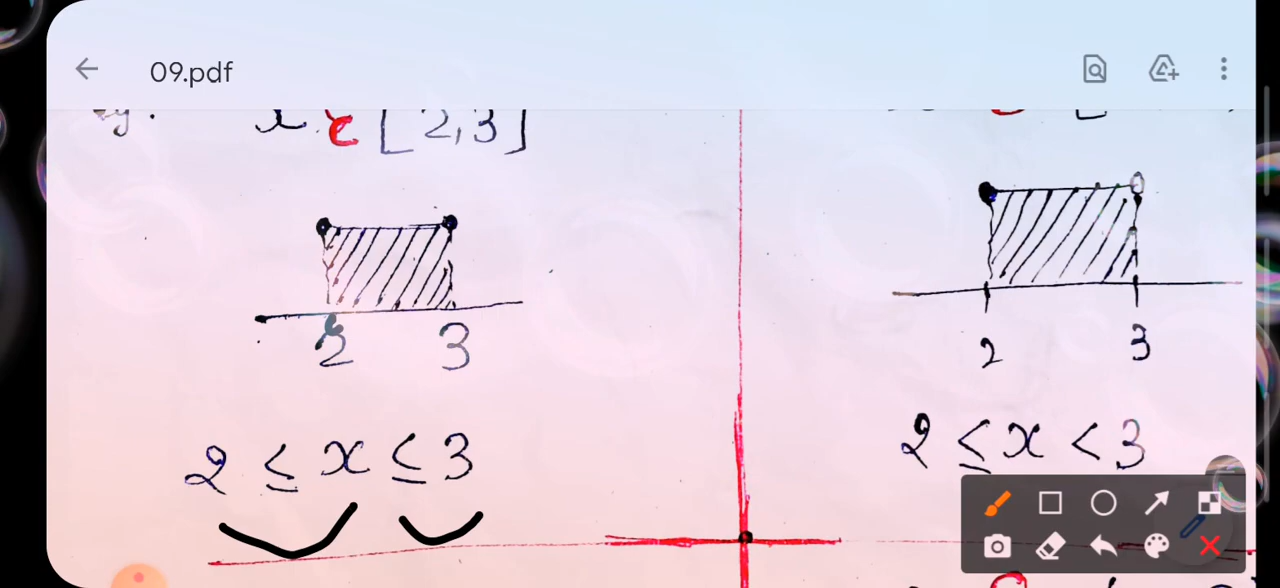 09.pdf
x ∈ [2,3]
2 3
2 ≤ x ≤ 3
2 3
2 ≤ x < 3